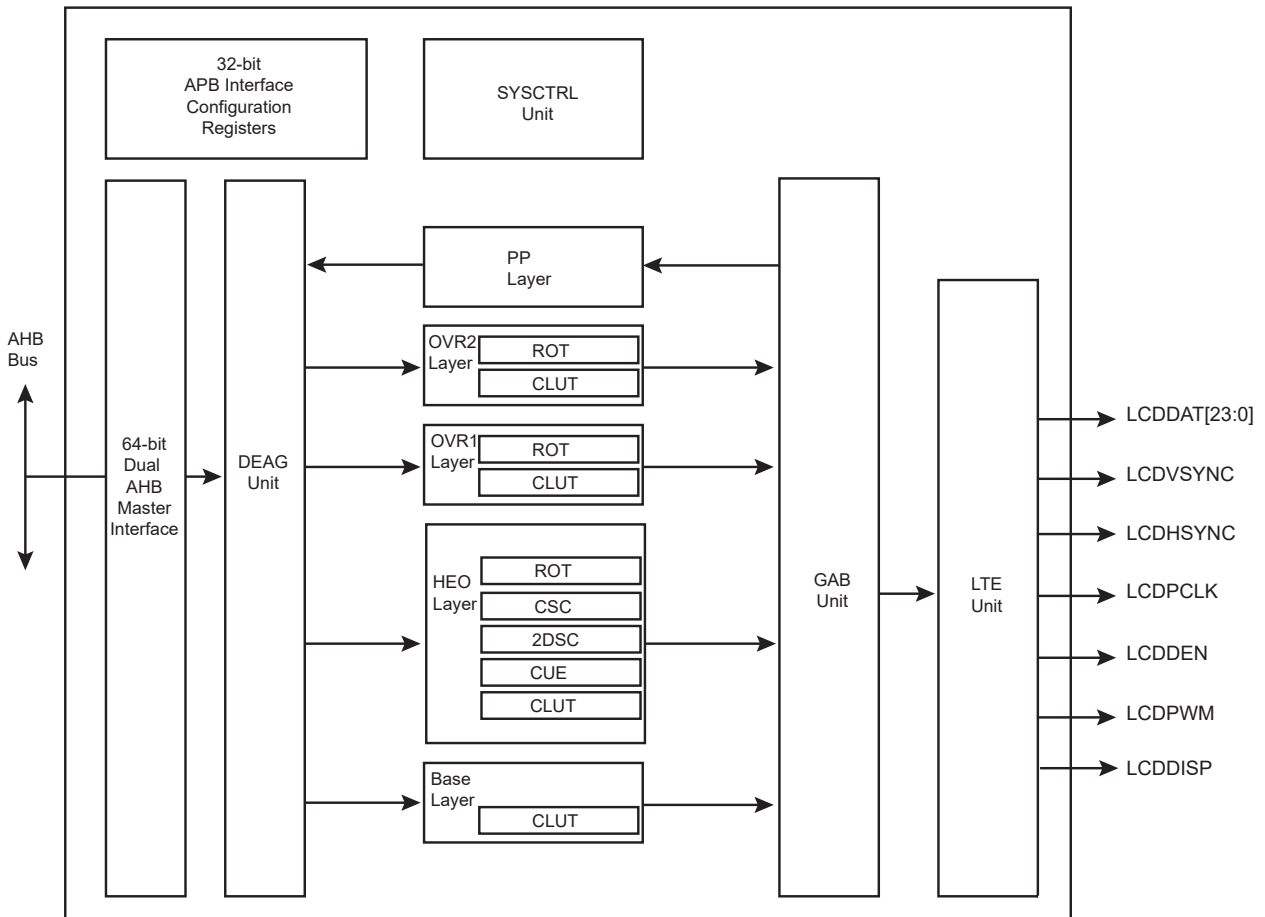 32-bit
APB Interface
Configuration
Registers
SYSCTRL
Unit
PP
Layer
OVR2
Layer
ROT
CLUT
AHB
Bus
64-bit
Dual
AHB
Master
Interface
DEAG
Unit
OVR1
Layer
ROT
CLUT
HEO
Layer
ROT
CSC
2DSC
CUE
CLUT
Base
Layer
CLUT
GAB
Unit
LTE
Unit
LCDDAT[23:0]
LCDVSYNC
LCDHSYNC
LCDPCLK
LCDDEN
LCDPWM
LCDDISP